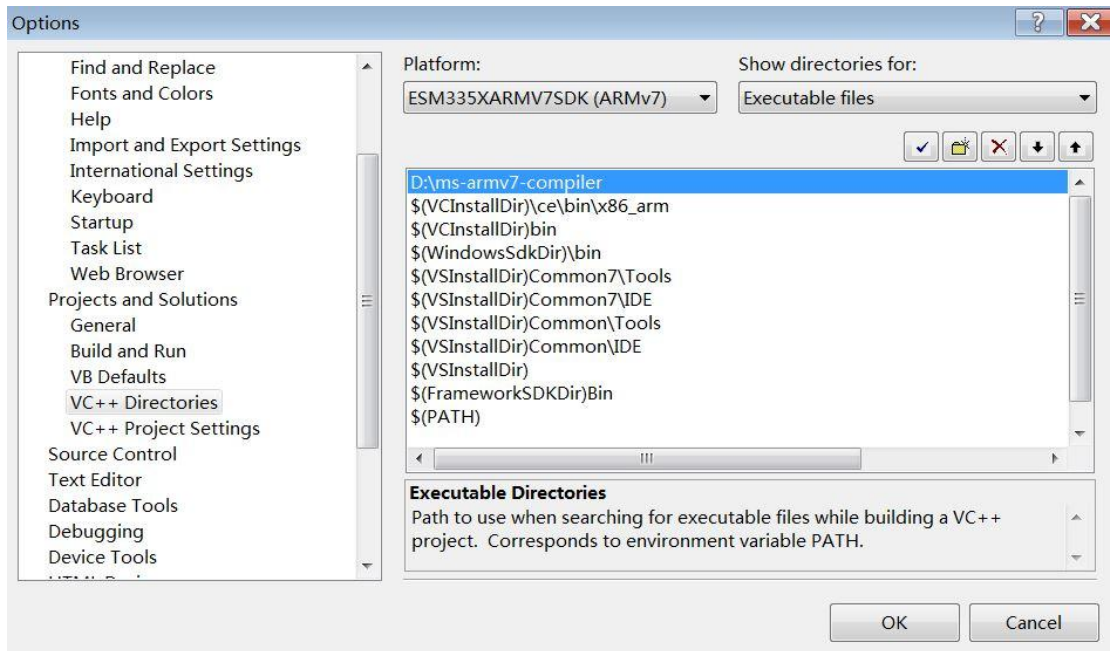 Options
Find and Replace
Fonts and Colors
Help
Import and Export Settings
International Settings
Keyboard
Startup
Task List
Web Browser
Projects and Solutions
General
Build and Run
VB Defaults
VC++ Directories
VC++ Project Settings
Source Control
Text Editor
Database Tools
Debugging
Device Tools
Platform:
ESM335XARMV7SDK (ARMv7)
Show directories for:
Executable files
D:\ms-armv7-compiler
$(VCInstallDir)\ce\bin\x86_arm
$(VCInstallDir)bin
$(WindowsSdkDir)\bin
$(VSInstallDir)Common7\Tools
$(VSInstallDir)Common7\IDE
$(VSInstallDir)Common\Tools
$(VSInstallDir)Common\IDE
$(VSInstallDir)
$(FrameworkSDKDir)Bin
$(PATH)
Executable Directories
Path to use when searching for executable files while building a VC++
project.  Corresponds to environment variable PATH.
OK
Cancel